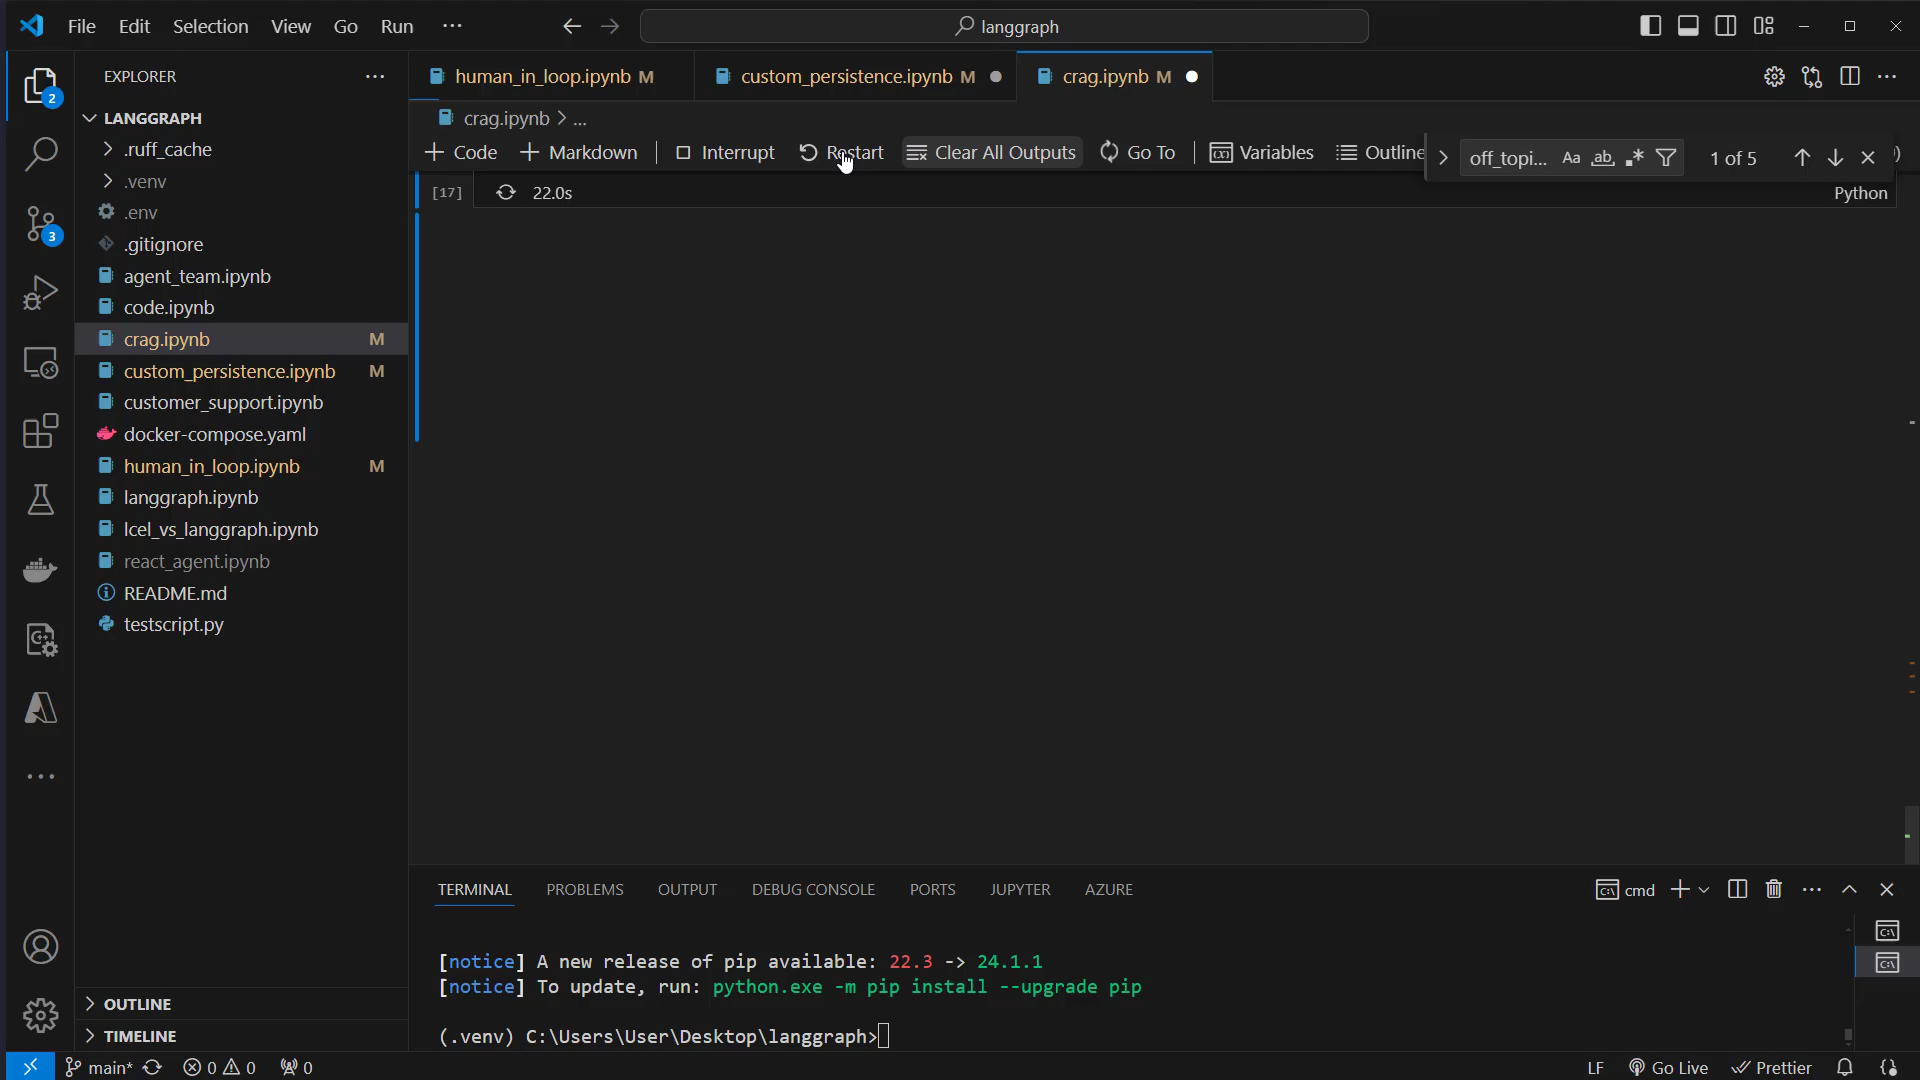 File Edit Selection View Go Run ···
langgraph
EXPLORER
human_in_loop.ipynb M
custom_persistence.ipynb M
crag.ipynb M
LANGGRAPH
crag.ipynb > ...
Code Markdown Interrupt Restart Clear All Outputs Go To Variables Outline
off_topi... Aa ab 1 of 5
[17] 22.0s Python
.ruff_cache
.venv
.env
.gitignore
agent_team.ipynb
code.ipynb
crag.ipynb M
custom_persistence.ipynb M
customer_support.ipynb
docker-compose.yaml
human_in_loop.ipynb M
langgraph.ipynb
lcel_vs_langgraph.ipynb
react_agent.ipynb
README.md
testscript.py
2
3
OUTLINE
TIMELINE
TERMINAL PROBLEMS OUTPUT DEBUG CONSOLE PORTS JUPYTER AZURE
cmd
[notice] A new release of pip available: 22.3 -> 24.1.1
[notice] To update, run: python.exe -m pip install --upgrade pip
(.venv) C:\Users\User\Desktop\langgraph>
main* 0 0 0 LF Go Live Prettier